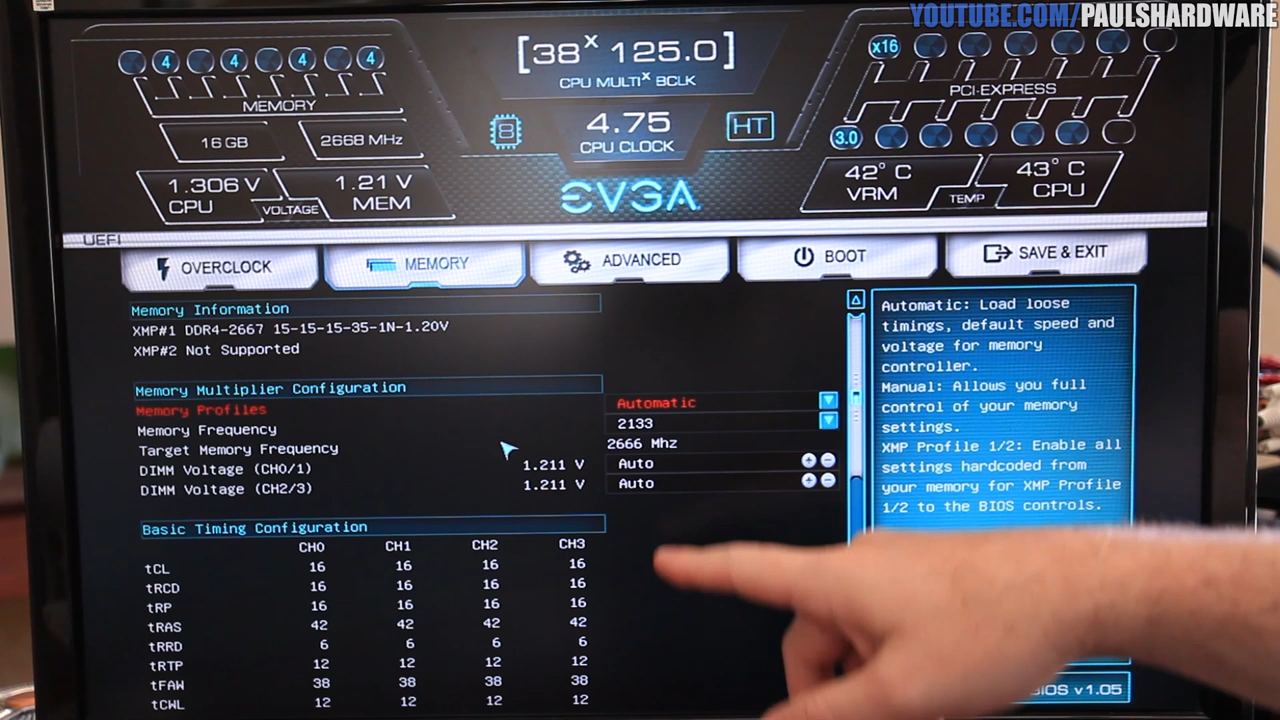 YOUTUBE.COM/PAULSHARDWARE
4 4 4 4
MEMORY
16 GB
2668 MHz
1.306 V
CPU
VOLTAGE
1.21 V
MEM
[38x 125.0]
CPU MULTIx BCLK
8
4.75
CPU CLOCK
HT
EVGA
x16
PCI-EXPRESS
3.0
42° C
VRM
TEMP
43° C
CPU
UEFI
OVERCLOCK
MEMORY
ADVANCED
BOOT
SAVE & EXIT
Memory Information
XMP#1 DDR4-2667 15-15-15-35-1N-1.20V
XMP#2 Not Supported
Memory Multiplier Configuration
Memory Profiles Automatic
Memory Frequency 2133
Target Memory Frequency 2666 Mhz
DIMM Voltage (CH0/1) 1.211 V Auto
DIMM Voltage (CH2/3) 1.211 V Auto
Basic Timing Configuration
CH0 CH1 CH2 CH3
tCL 16 16 16 16
tRCD 16 16 16 16
tRP 16 16 16 16
tRAS 42 42 42 42
tRRD 6 6 6 6
tRTP 12 12 12 12
tFAW 38 38 38 38
tCWL 12 12 12 12
Automatic: Load loose
timings, default speed and
voltage for memory
controller.
Manual: Allows you full
control of your memory
settings.
XMP Profile 1/2: Enable all
settings hardcoded from
your memory for XMP Profile
1/2 to the BIOS controls.
BIOS v1.05